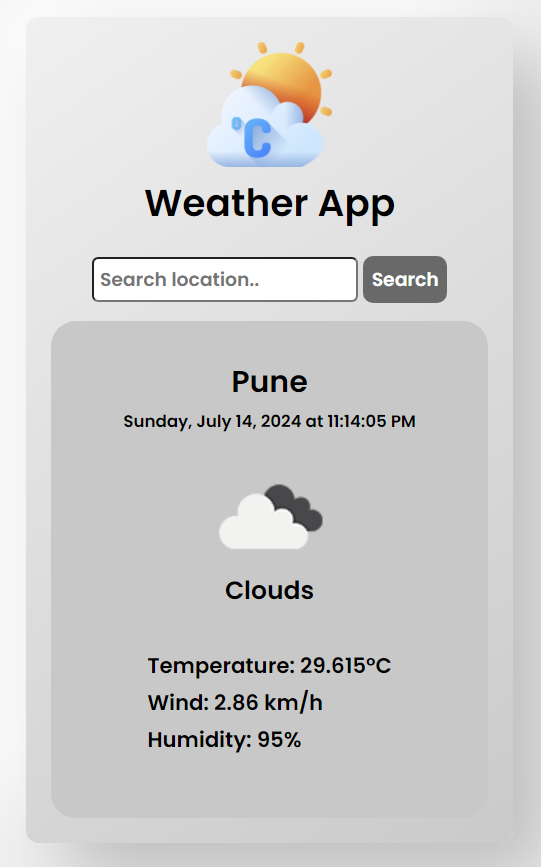 °C
Weather App
Search location..
Search
Pune
Sunday, July 14, 2024 at 11:14:05 PM
Clouds
Temperature: 29.615°C
Wind: 2.86 km/h
Humidity: 95%